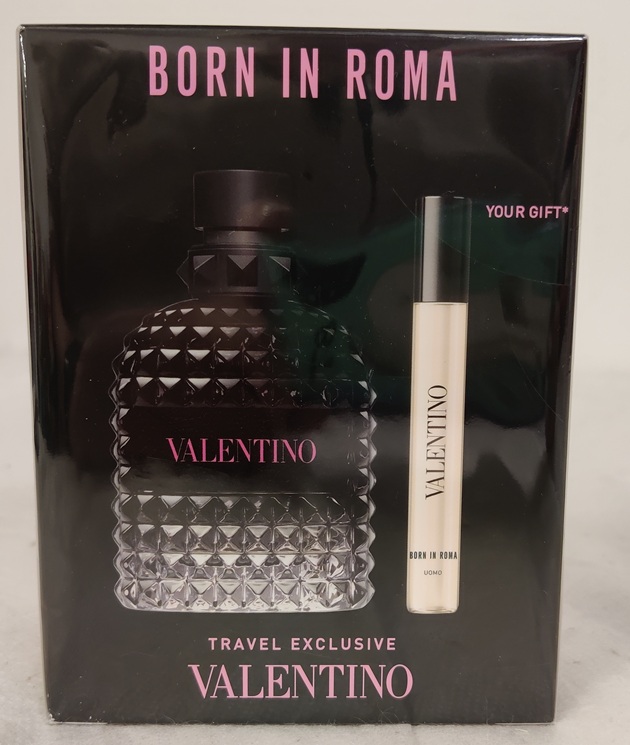 BORN IN ROMA
YOUR GIFT*
VALENTINO
VALENTINO
BORN IN ROMA
UOMO
TRAVEL EXCLUSIVE
VALENTINO